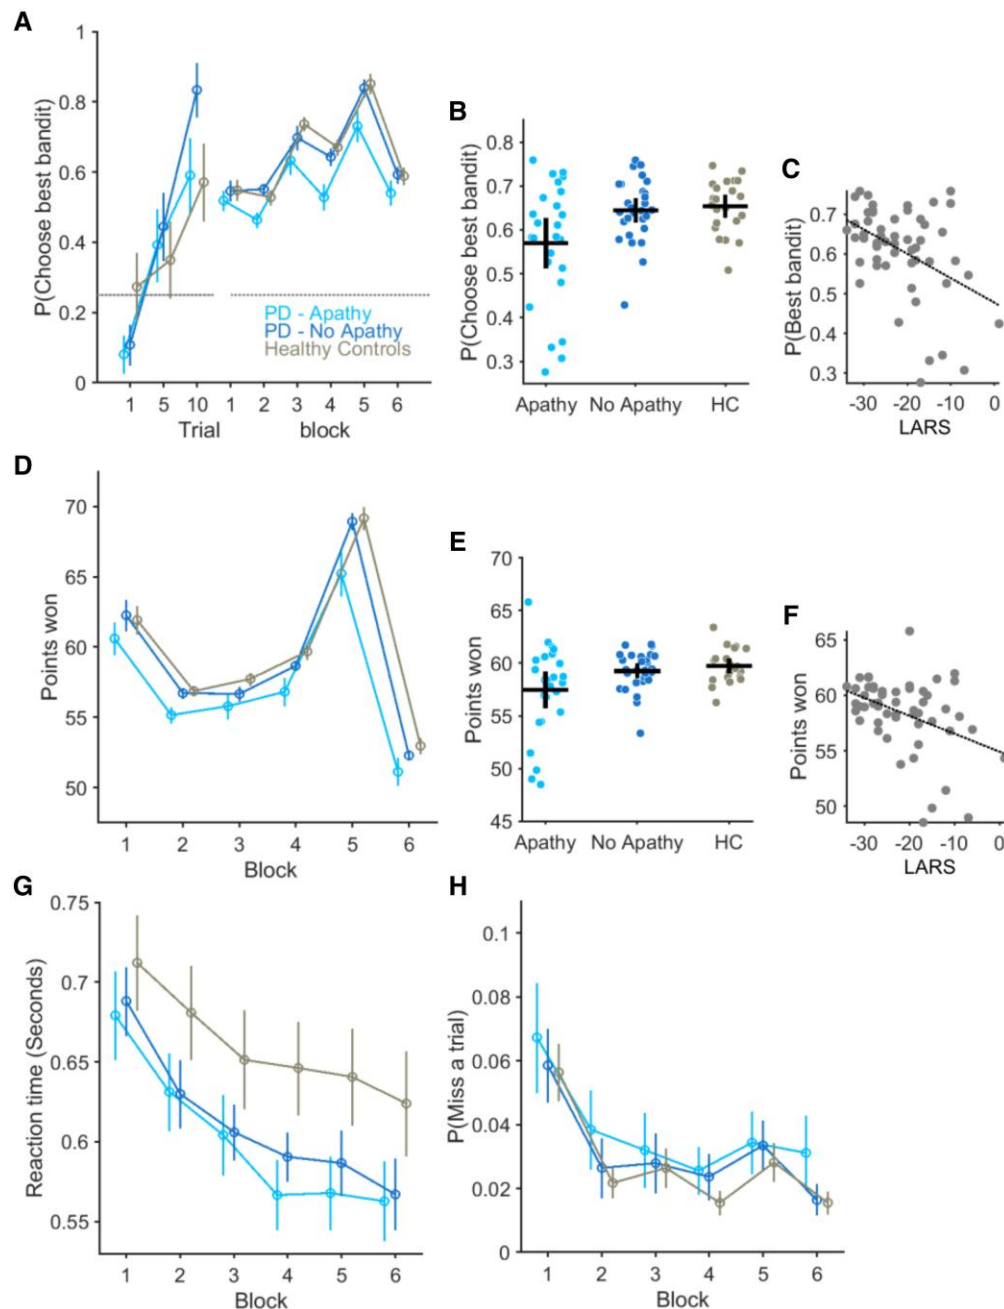 A
P(Choose best bandit)
1
0.8
0.6
0.4
0.2
0
PD - Apathy
PD - No Apathy
Healthy Controls
1 5 10 1 2 3 4 5 6
Trial block
B
P(Choose best bandit)
0.8
0.7
0.6
0.5
0.4
0.3
Apathy No Apathy HC
C
P(Best bandit)
0.7
0.6
0.5
0.4
0.3
-30 -20 -10 0
LARS
D
Points won
70
65
60
55
50
1 2 3 4 5 6
Block
E
Points won
70
65
60
55
50
45
Apathy No Apathy HC
F
Points won
65
60
55
50
-30 -20 -10 0
LARS
G
Reaction time (Seconds)
0.75
0.7
0.65
0.6
0.55
1 2 3 4 5 6
Block
H
P(Miss a trial)
0.1
0.08
0.06
0.04
0.02
0
1 2 3 4 5 6
Block